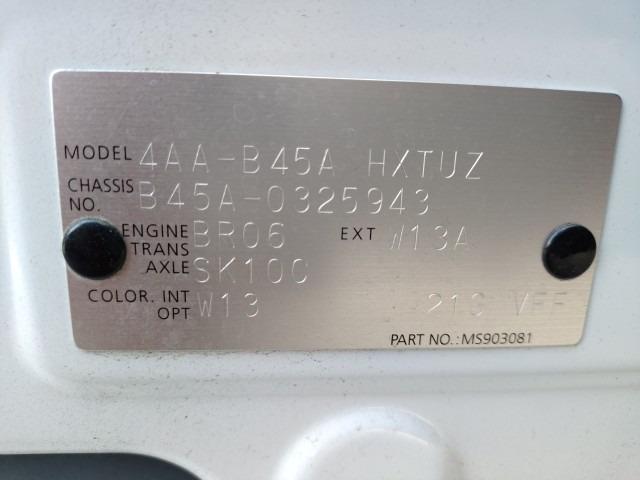 MODEL 4AA-B45A HXTUZ
CHASSIS NO. B45A-0325943
ENGINE BR06 EXT W13A
TRANS AXLE SK10C
COLOR. INT W13
OPT
PART NO.: MS903081